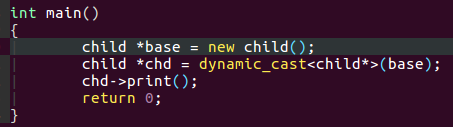 int main()
{
        child *base = new child();
        child *chd = dynamic_cast<child*>(base);
        chd->print();
        return 0;
}